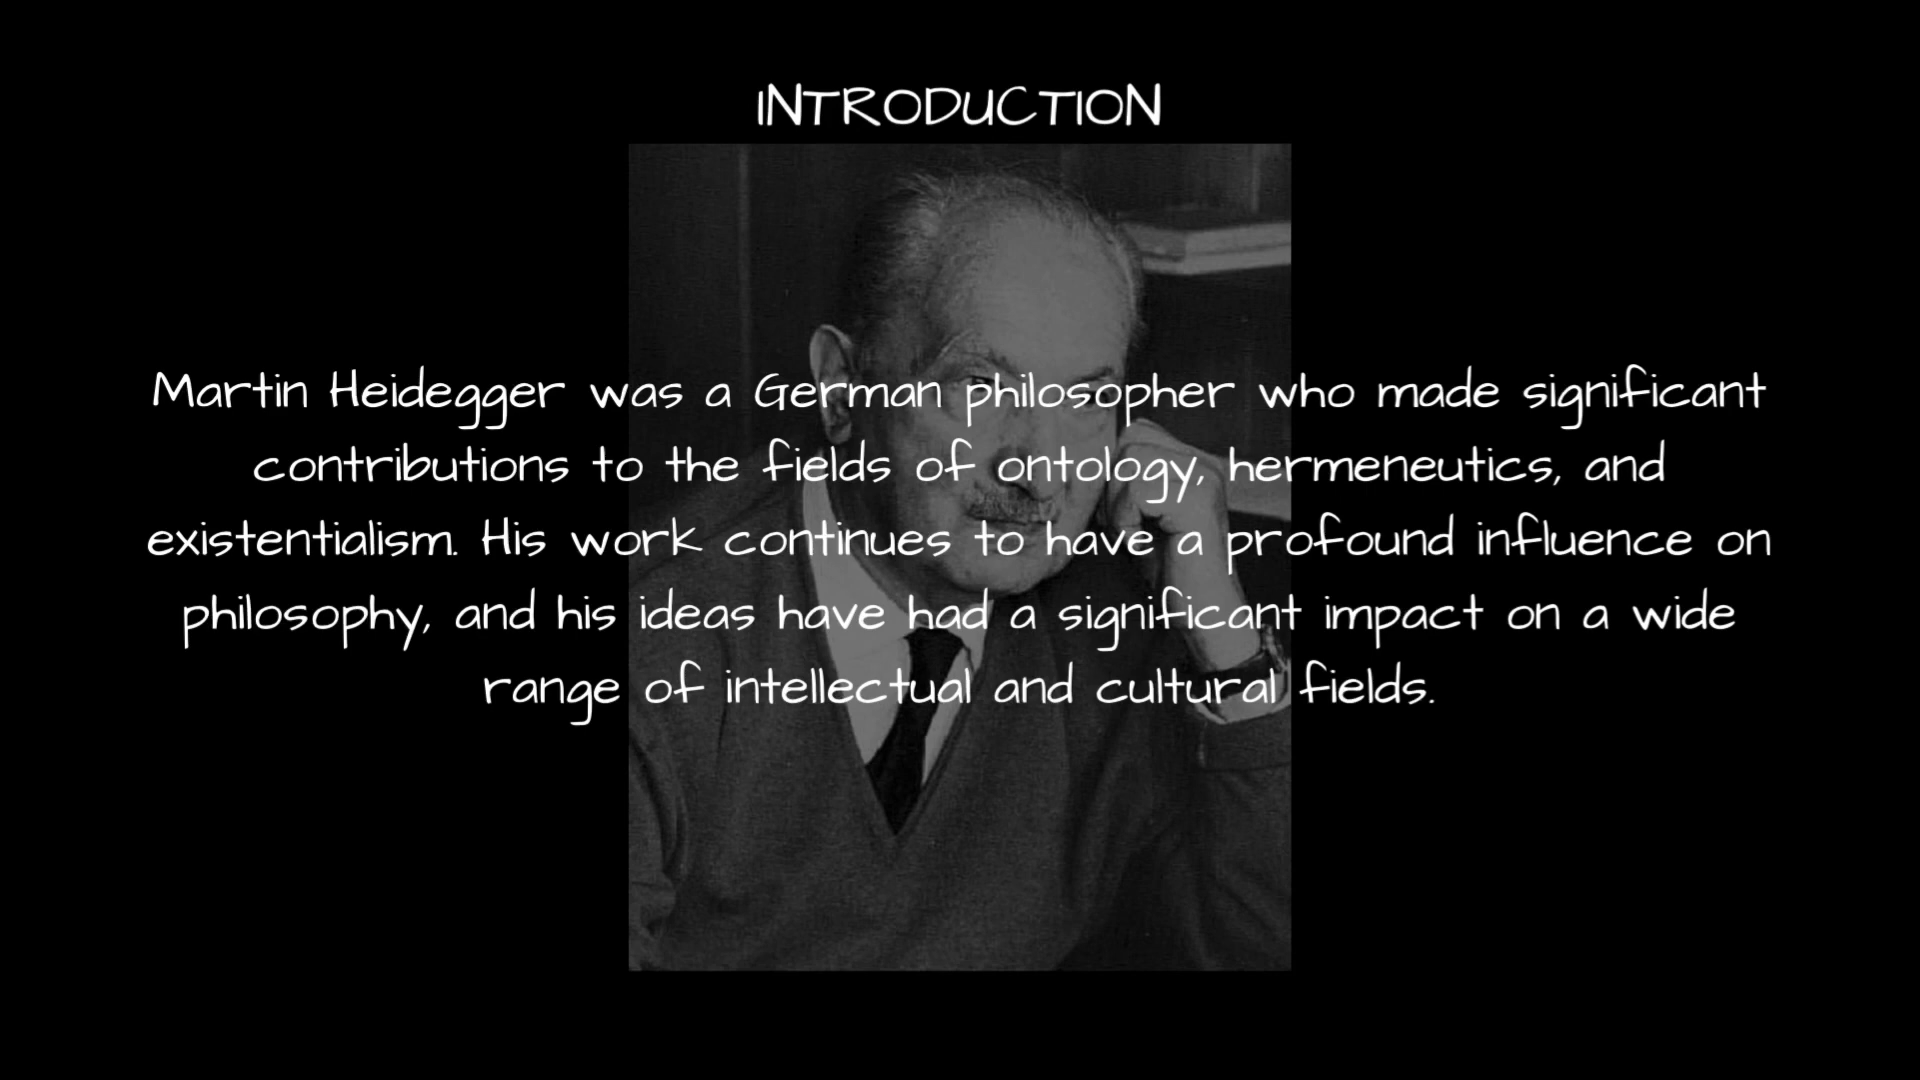 INTRODUCTION
Martin Heidegger was a German philosopher who made significant
contributions to the fields of ontology, hermeneutics, and
existentialism. His work continues to have a profound influence on
philosophy, and his ideas have had a significant impact on a wide
range of intellectual and cultural fields.